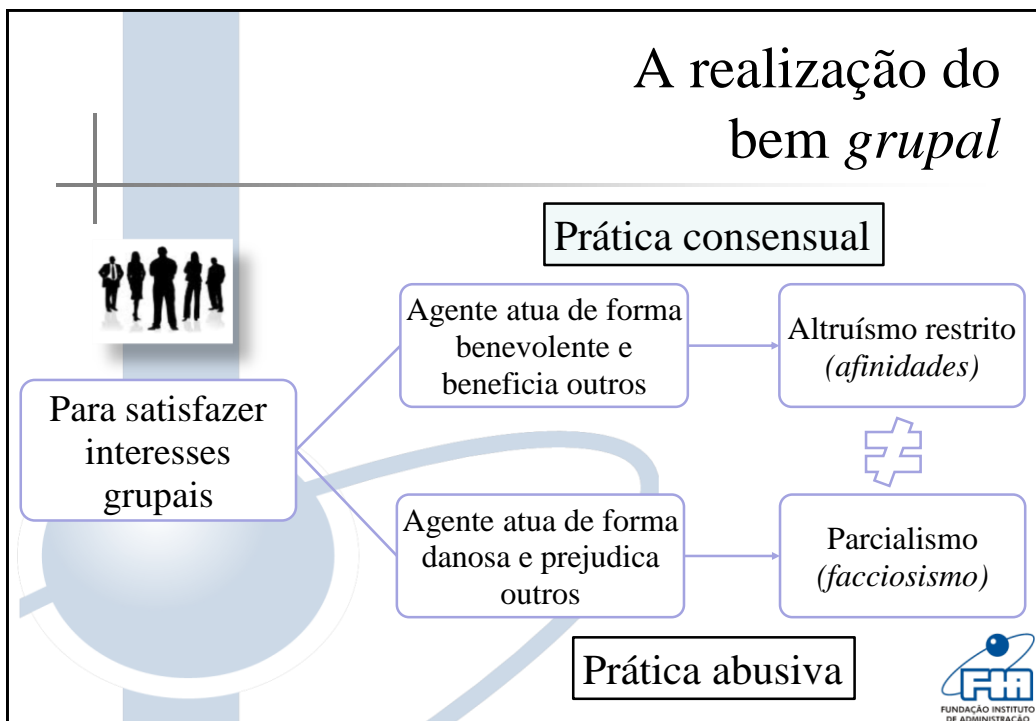 A realização do
bem grupal
Prática consensual
Agente atua de forma
benevolente e
beneficia outros
Altruísmo restrito
(afinidades)
Para satisfazer
interesses
grupais
≠
Agente atua de forma
danosa e prejudica
outros
Parcialismo
(facciosismo)
Prática abusiva
FIA
FUNDAÇÃO INSTITUTO
DE ADMINISTRAÇÃO